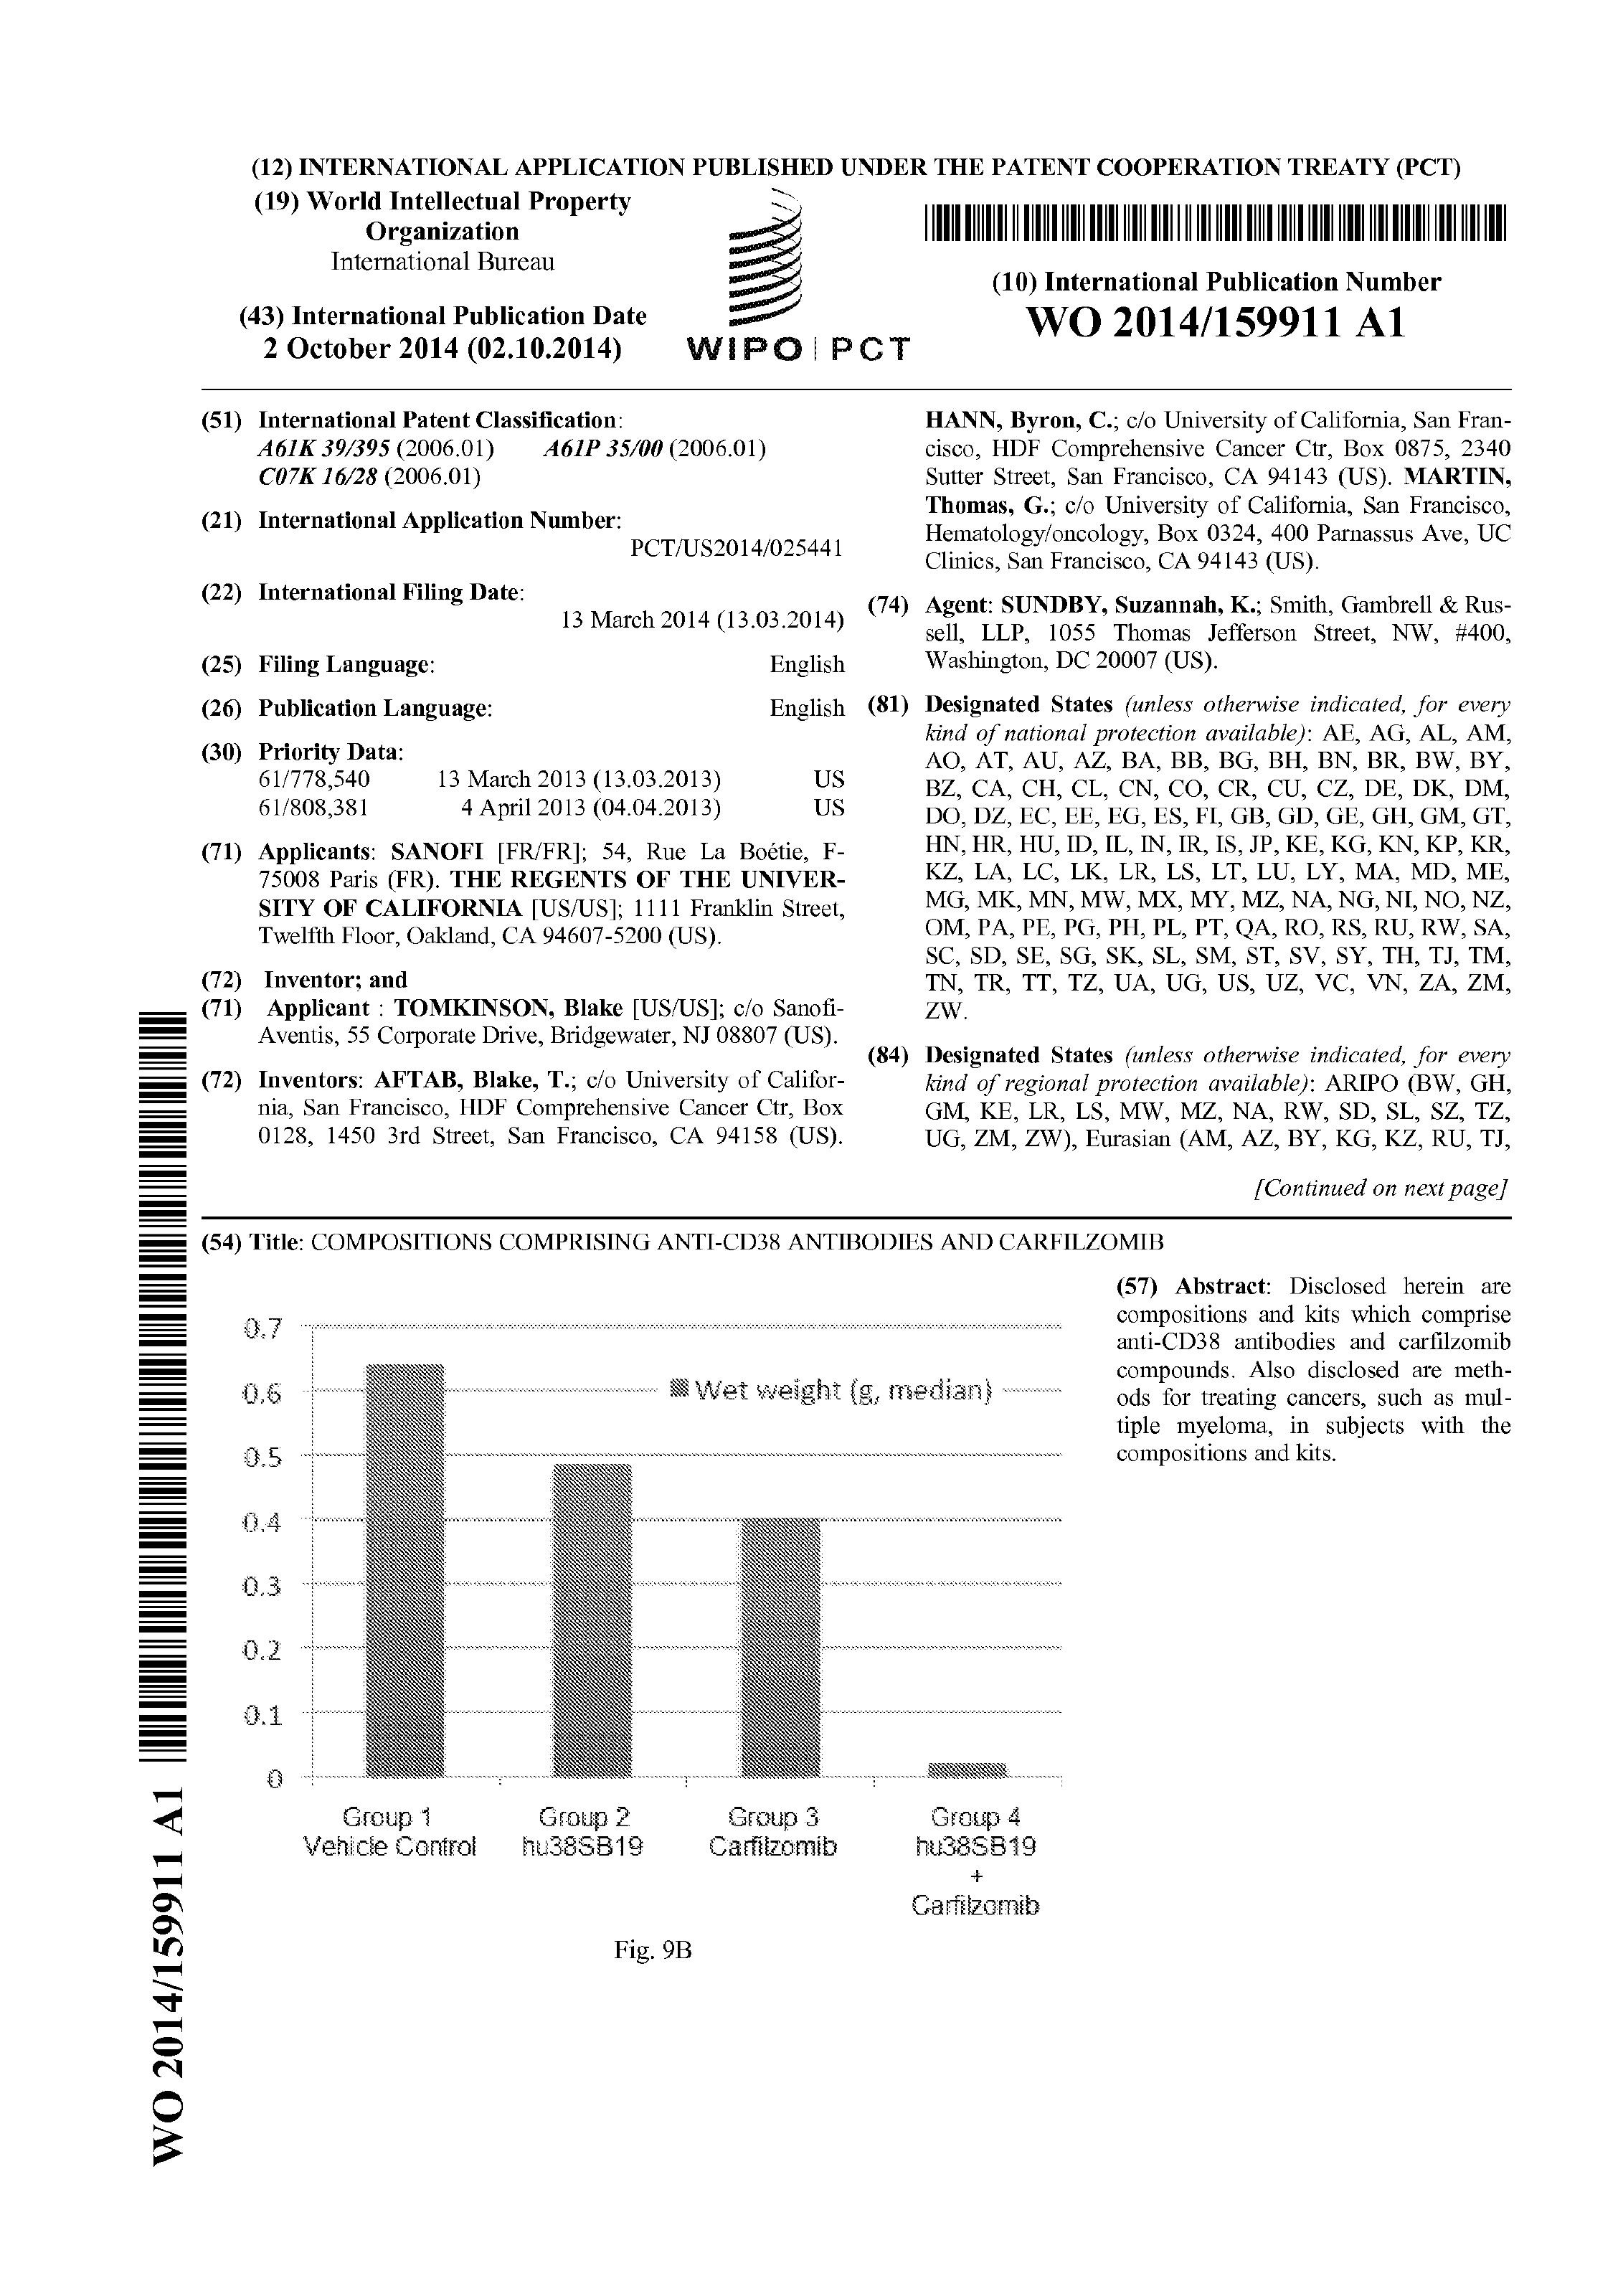 (12) INTERNATIONAL APPLICATION PUBLISHED UNDER THE PATENT COOPERATION TREATY (PCT)
(19) World Intellectual Property
Organization
International Bureau
(43) International Publication Date
2 October 2014 (02.10.2014)
WIPO | PCT
(10) International Publication Number
WO 2014/159911 A1
(51) International Patent Classification:
A61K 39/395 (2006.01) A61P 35/00 (2006.01)
C07K 16/28 (2006.01)
(21) International Application Number:
PCT/US2014/025441
(22) International Filing Date:
13 March 2014 (13.03.2014)
(25) Filing Language: English
(26) Publication Language: English
(30) Priority Data:
61/778,540 13 March 2013 (13.03.2013) US
61/808,381 4 April 2013 (04.04.2013) US
(71) Applicants: SANOFI [FR/FR]; 54, Rue La Boétie, F-
75008 Paris (FR). THE REGENTS OF THE UNIVER-
SITY OF CALIFORNIA [US/US]; 1111 Franklin Street,
Twelfth Floor, Oakland, CA 94607-5200 (US).
(72) Inventor; and
(71) Applicant : TOMKINSON, Blake [US/US]; c/o Sanofi-
Aventis, 55 Corporate Drive, Bridgewater, NJ 08807 (US).
(72) Inventors: AFTAB, Blake, T.; c/o University of Califor-
nia, San Francisco, HDF Comprehensive Cancer Ctr, Box
0128, 1450 3rd Street, San Francisco, CA 94158 (US).
HANN, Byron, C.; c/o University of California, San Fran-
cisco, HDF Comprehensive Cancer Ctr, Box 0875, 2340
Sutter Street, San Francisco, CA 94143 (US). MARTIN,
Thomas, G.; c/o University of California, San Francisco,
Hematology/oncology, Box 0324, 400 Parnassus Ave, UC
Clinics, San Francisco, CA 94143 (US).
(74) Agent: SUNDBY, Suzannah, K.; Smith, Gambrell & Rus-
sell, LLP, 1055 Thomas Jefferson Street, NW, #400,
Washington, DC 20007 (US).
(81) Designated States (unless otherwise indicated, for every
kind of national protection available): AE, AG, AL, AM,
AO, AT, AU, AZ, BA, BB, BG, BH, BN, BR, BW, BY,
BZ, CA, CH, CL, CN, CO, CR, CU, CZ, DE, DK, DM,
DO, DZ, EC, EE, EG, ES, FI, GB, GD, GE, GH, GM, GT,
HN, HR, HU, ID, IL, IN, IR, IS, JP, KE, KG, KN, KP, KR,
KZ, LA, LC, LK, LR, LS, LT, LU, LY, MA, MD, ME,
MG, MK, MN, MW, MX, MY, MZ, NA, NG, NI, NO, NZ,
OM, PA, PE, PG, PH, PL, PT, QA, RO, RS, RU, RW, SA,
SC, SD, SE, SG, SK, SL, SM, ST, SV, SY, TH, TJ, TM,
TN, TR, TT, TZ, UA, UG, US, UZ, VC, VN, ZA, ZM,
ZW.
(84) Designated States (unless otherwise indicated, for every
kind of regional protection available): ARIPO (BW, GH,
GM, KE, LR, LS, MW, MZ, NA, RW, SD, SL, SZ, TZ,
UG, ZM, ZW), Eurasian (AM, AZ, BY, KG, KZ, RU, TJ,
[Continued on next page]
(54) Title: COMPOSITIONS COMPRISING ANTI-CD38 ANTIBODIES AND CARFILZOMIB
0.7
0.6
0.5
0.4
0.3
0.2
0.1
0
Wet weight (g, median)
Group 1
Vehicle Control
Group 2
hu38SB19
Group 3
Carfilzomib
Group 4
hu38SB19
+
Carfilzomib
Fig. 9B
(57) Abstract: Disclosed herein are
compositions and kits which comprise
anti-CD38 antibodies and carfilzomib
compounds. Also disclosed are meth-
ods for treating cancers, such as mul-
tiple myeloma, in subjects with the
compositions and kits.
WO 2014/159911 A1